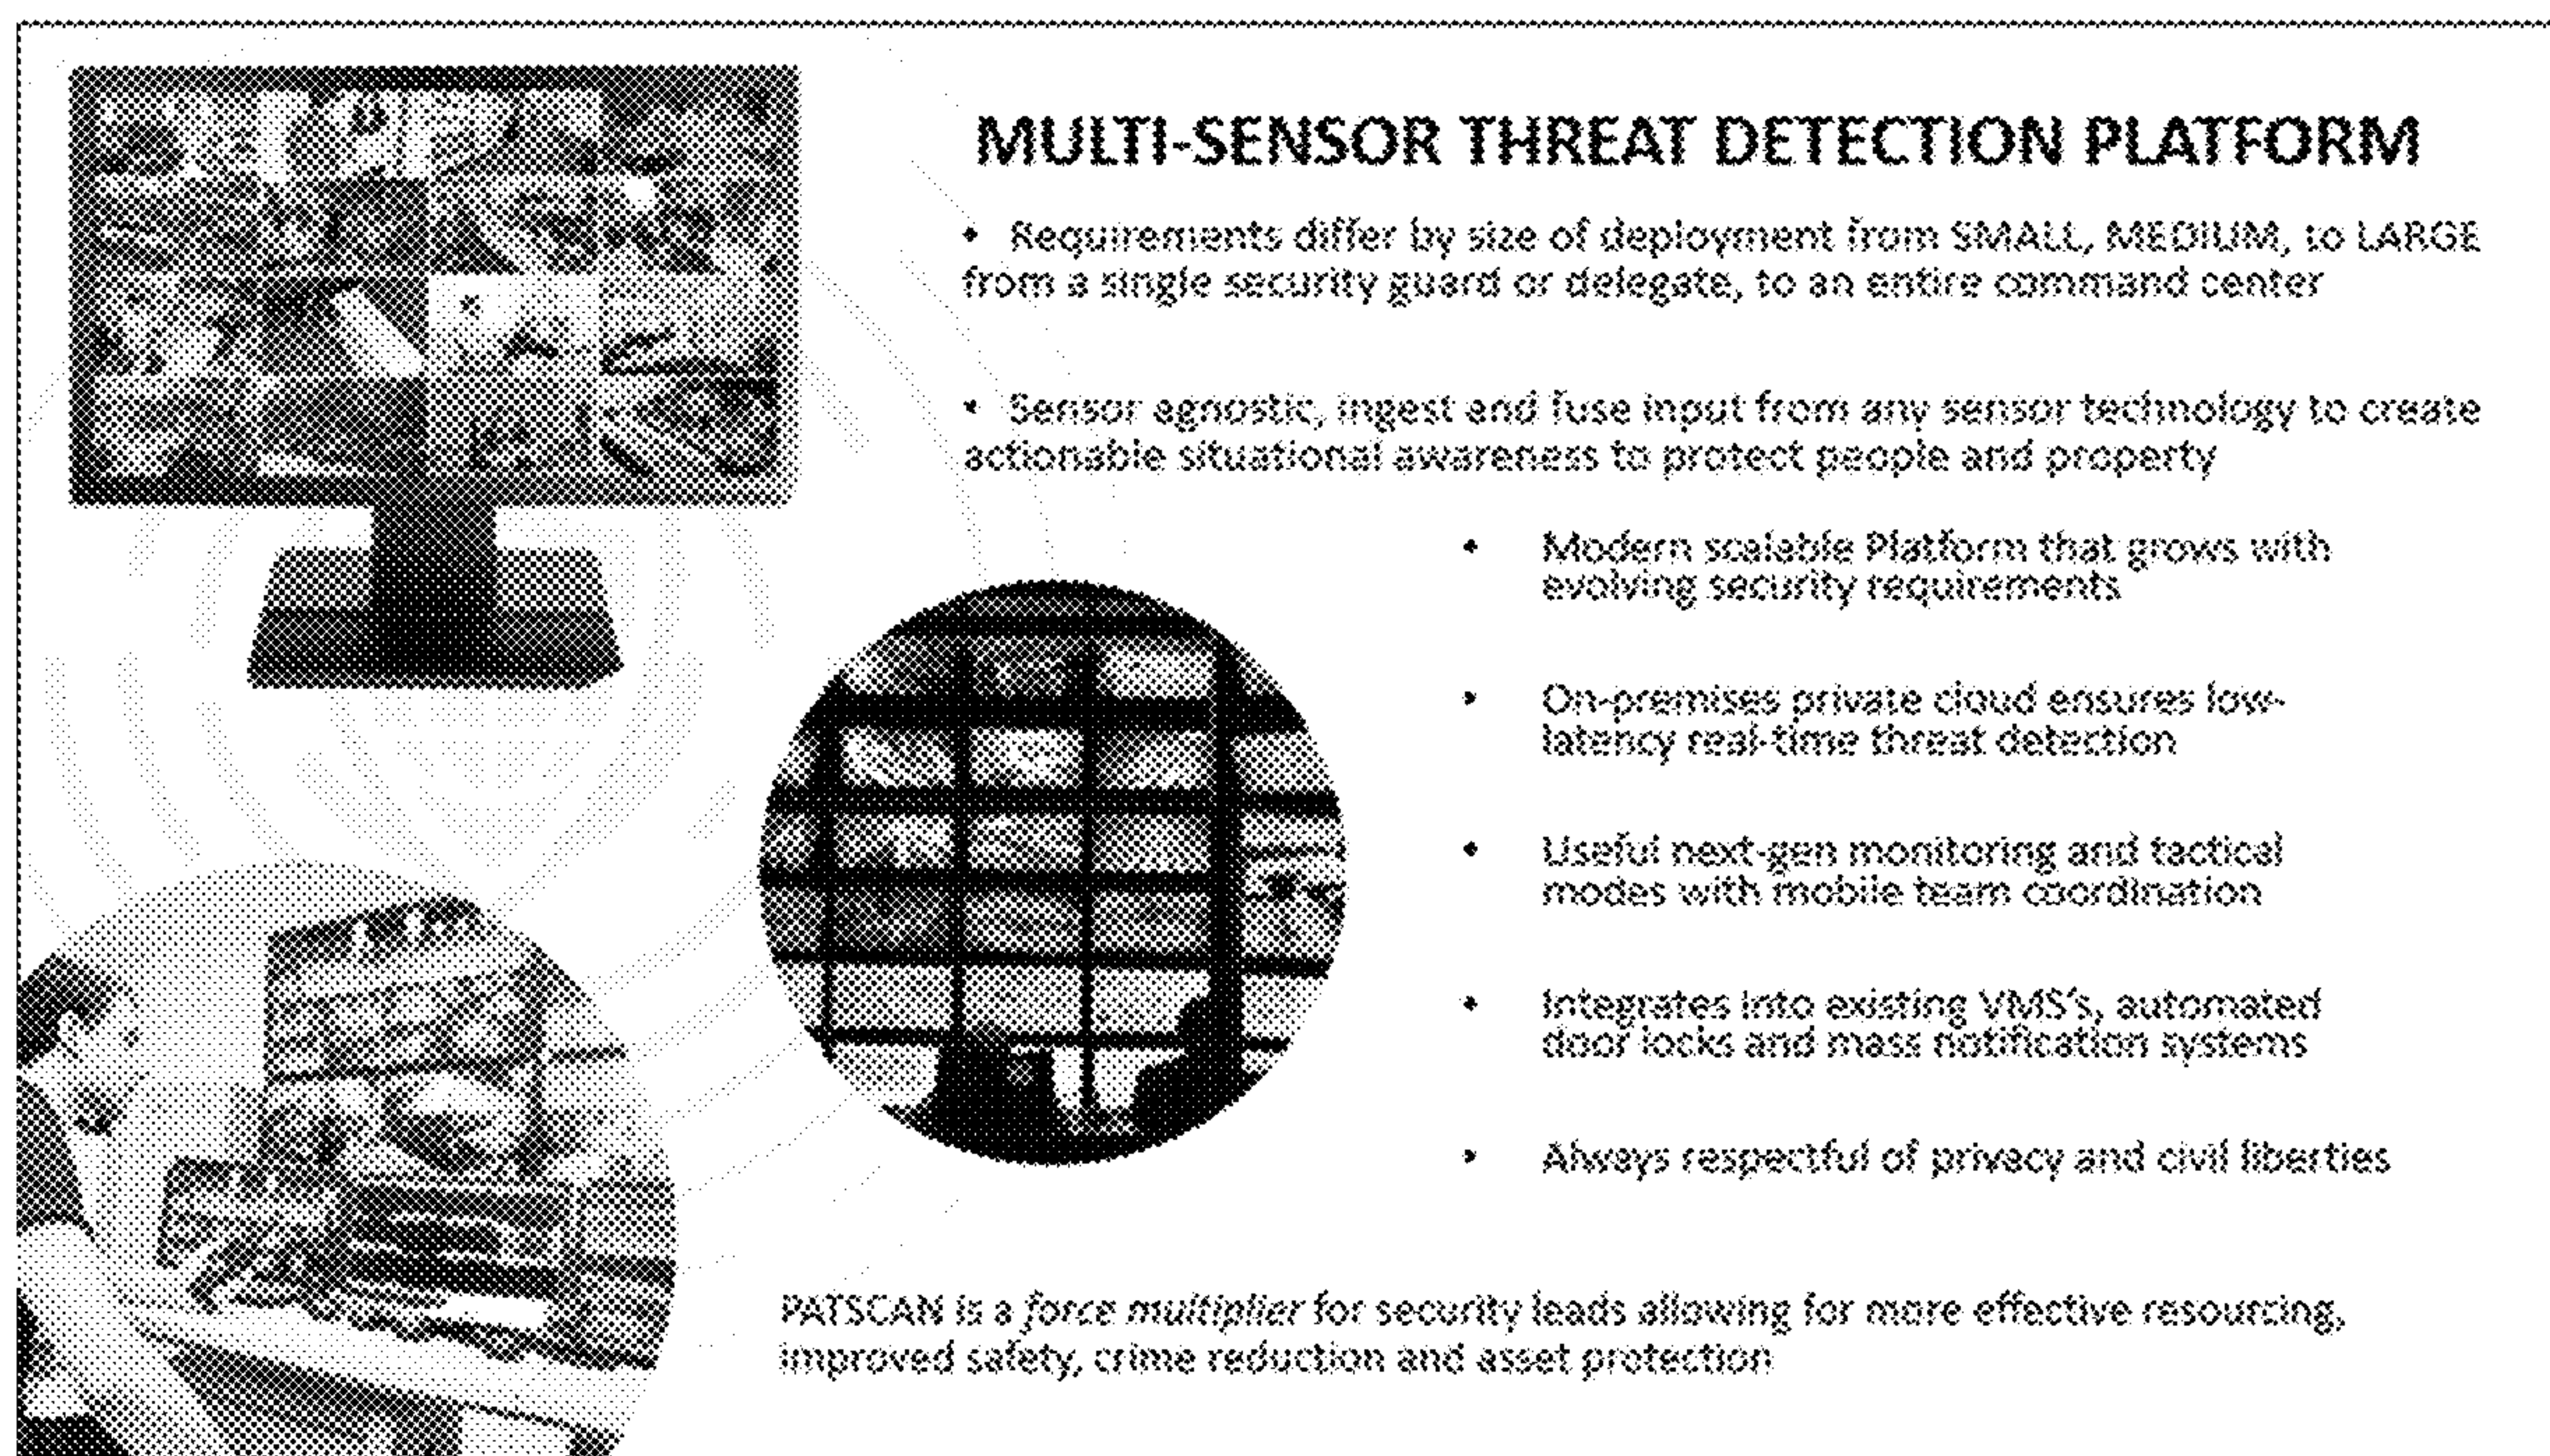 MULTI-SENSOR THREAT DETECTION PLATFORM
• Requirements differ by size of deployment from SMALL, MEDIUM, to LARGE
from a single security guard or delegate, to an entire command center
• Sensor agnostic, ingest and fuse input from any sensor technology to create
actionable situational awareness to protect people and property
• Modern scalable Platform that grows with
evolving security requirements
• On-premises private cloud ensures low-
latency real-time threat detection
• Useful next-gen monitoring and tactical
modes with mobile team coordination
• Integrates into existing VMS's, automated
door locks and mass notification systems
• Always respectful of privacy and civil liberties
PATSCAN is a force multiplier for security leads allowing for more effective resourcing,
improved safety, crime reduction and asset protection